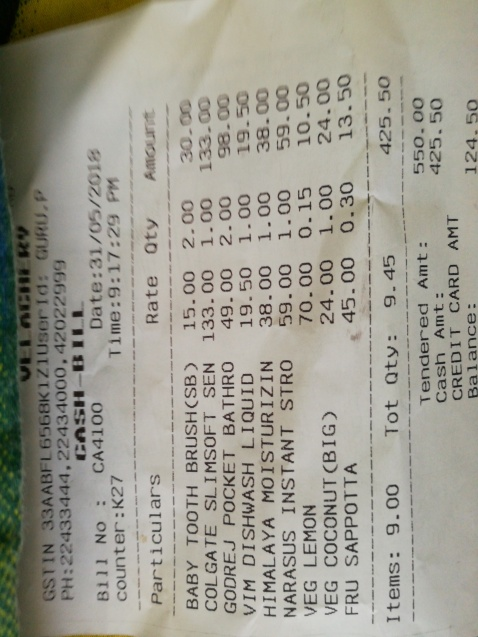 VELACHERY
GSTIN 33AABFL6568K1Z1UserId: GURU.P
PH:22433444,22434000,42022999
CASH BILL
Bill No : CA4100 Date:31/05/2018
counter:K27 Time:9:17:29 PM
Particulars Rate Qty Amount
BABY TOOTH BRUSH(SB) 15.00 2.00 30.00
COLGATE SLIMSOFT SEN 133.00 1.00 133.00
GODREJ POCKET BATHRO 49.00 2.00 98.00
VIM DISHWASH LIQUID 19.50 1.00 19.50
HIMALAYA MOISTURIZIN 38.00 1.00 38.00
NARASUS INSTANT STRO 59.00 1.00 59.00
VEG LEMON 70.00 0.15 10.50
VEG COCONUT(BIG) 24.00 1.00 24.00
FRU SAPPOTTA 45.00 0.30 13.50
Items: 9.00 Tot Qty: 9.45 425.50
Tendered Amt: 550.00
Cash Amt: 425.50
CREDIT CARD AMT
Balance: 124.50